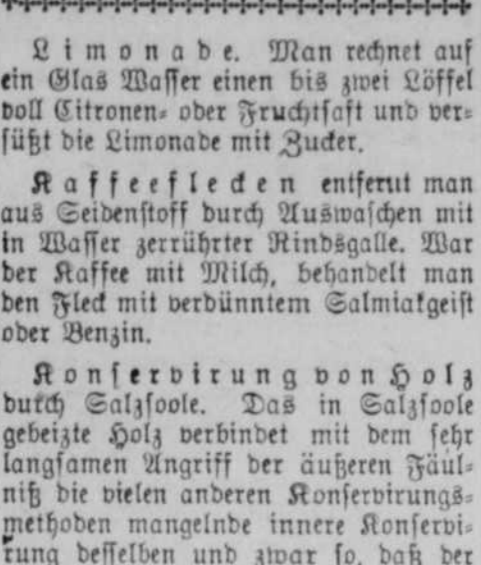 Limonade. Man rechnet auf
ein Glas Wasser einen bis zwei Löffel
voll Citronen- oder Fruchtsaft und ver-
süßt die Limonade mit Zucker.
Kaffeeflecken entfernt man
aus Seidenstoff durch Auswaschen mit
in Wasser zerrührter Rindsgalle. War
der Kaffee mit Milch, behandelt man
den Fleck mit verdünntem Salmiakgeist
oder Benzin.
Konservirung von Holz
durch Salzsoole. Das in Salzsoole
gebeizte Holz verbindet mit dem sehr
langsamen Angriff der äußeren Fäul-
niß die vielen anderen Konservirungs-
methoden mangelnde innere Konservi-
rung desselben und zwar so, daß der